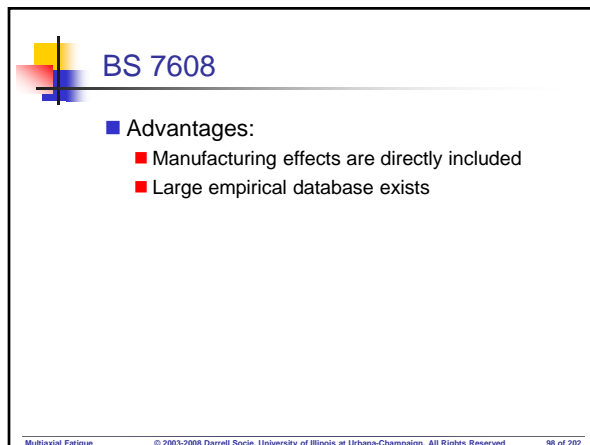 BS 7608
Advantages:
Manufacturing effects are directly included
Large empirical database exists
Multiaxial Fatigue © 2003-2008 Darrell Socie, University of Illinois at Urbana-Champaign, All Rights Reserved 98 of 202